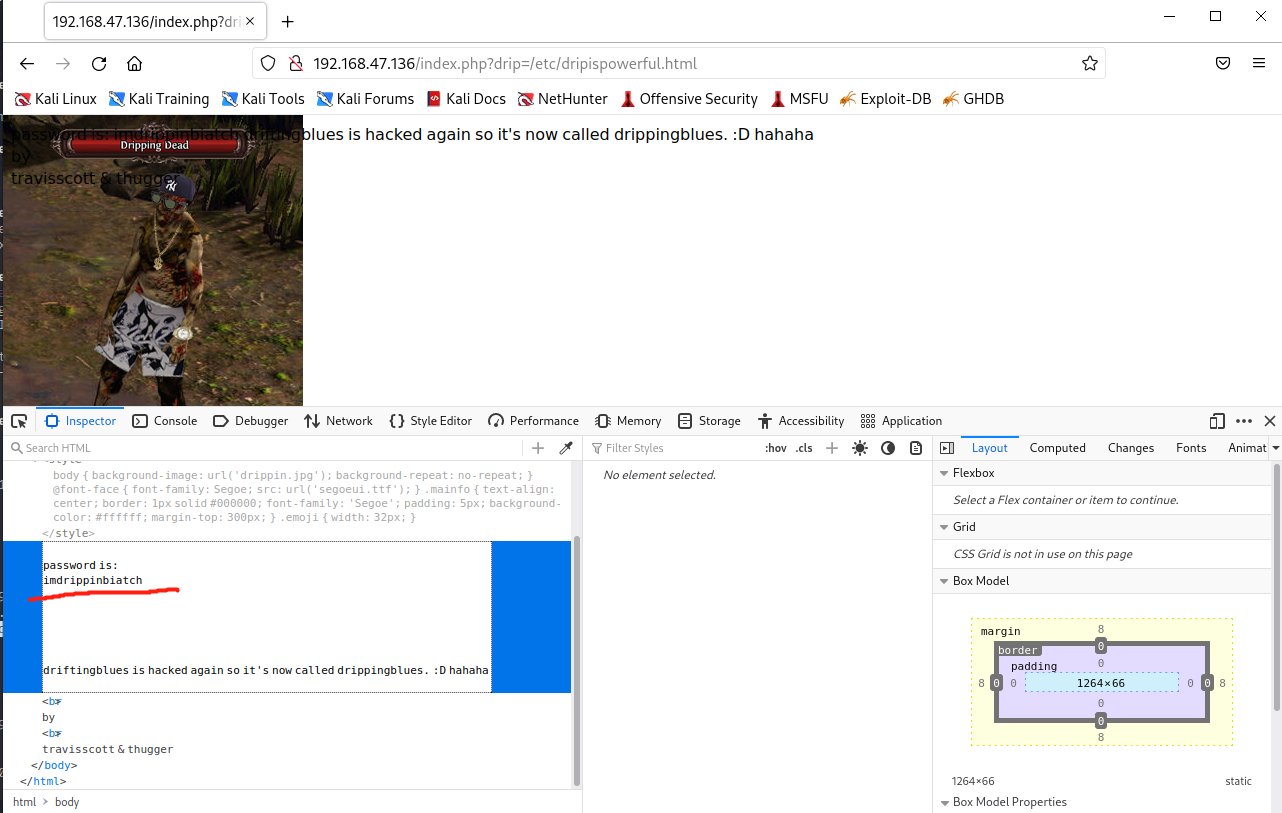 192.168.47.136/index.php?dri
192.168.47.136/index.php?drip=/etc/dripispowerful.html
Kali Linux Kali Training Kali Tools Kali Forums Kali Docs NetHunter Offensive Security MSFU Exploit-DB GHDB
password is: imdrippinbiatch driftingblues is hacked again so it's now called drippingblues. :D hahaha
Dripping Dead
by
travisscott & thugger
Inspector Console Debugger Network Style Editor Performance Memory Storage Accessibility Application
Search HTML
Filter Styles
:hov .cls
Layout Computed Changes Fonts Animat
<style>
body { background-image: url('drippin.jpg'); background-repeat: no-repeat; }
@font-face { font-family: Segoe; src: url('segoeui.ttf'); } .mainfo { text-align:
center; border: 1px solid #000000; font-family: 'Segoe'; padding: 5px; background-
color: #ffffff; margin-top: 300px; } .emoji { width: 32px; }
</style>
password is:
imdrippinbiatch
driftingblues is hacked again so it's now called drippingblues. :D hahaha
<br>
by
<br>
travisscott & thugger
</body>
</html>
html > body
No element selected.
Flexbox
Select a Flex container or item to continue.
Grid
CSS Grid is not in use on this page
Box Model
margin
8
border
0
padding
0
8 0 0 1264×66 0 0 8
0
0
8
1264×66 static
Box Model Properties